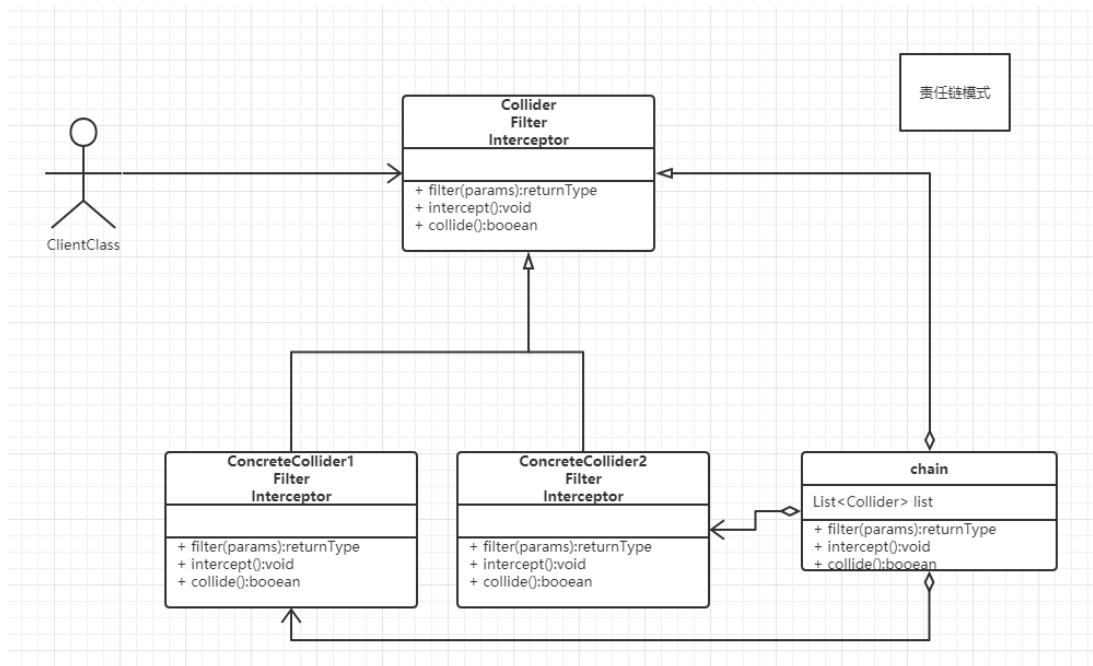 责任链模式
Collider
Filter
Interceptor
+ filter(params):returnType
+ intercept():void
+ collide():booean
ClientClass
ConcreteCollider1
Filter
Interceptor
+ filter(params):returnType
+ intercept():void
+ collide():booean
ConcreteCollider2
Filter
Interceptor
+ filter(params):returnType
+ intercept():void
+ collide():booean
chain
List<Collider> list
+ filter(params):returnType
+ intercept():void
+ collide():booean